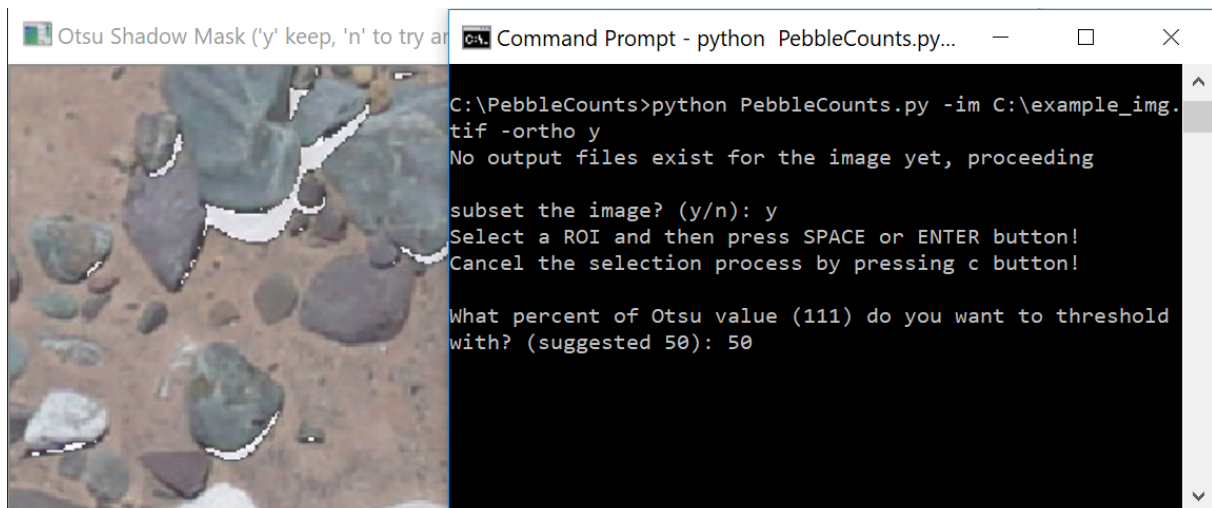 Otsu Shadow Mask ('y' keep, 'n' to try ar
Command Prompt - python  PebbleCounts.py...
C:\PebbleCounts>python PebbleCounts.py -im C:\example_img.
tif -ortho y
No output files exist for the image yet, proceeding
subset the image? (y/n): y
Select a ROI and then press SPACE or ENTER button!
Cancel the selection process by pressing c button!
What percent of Otsu value (111) do you want to threshold
with? (suggested 50): 50